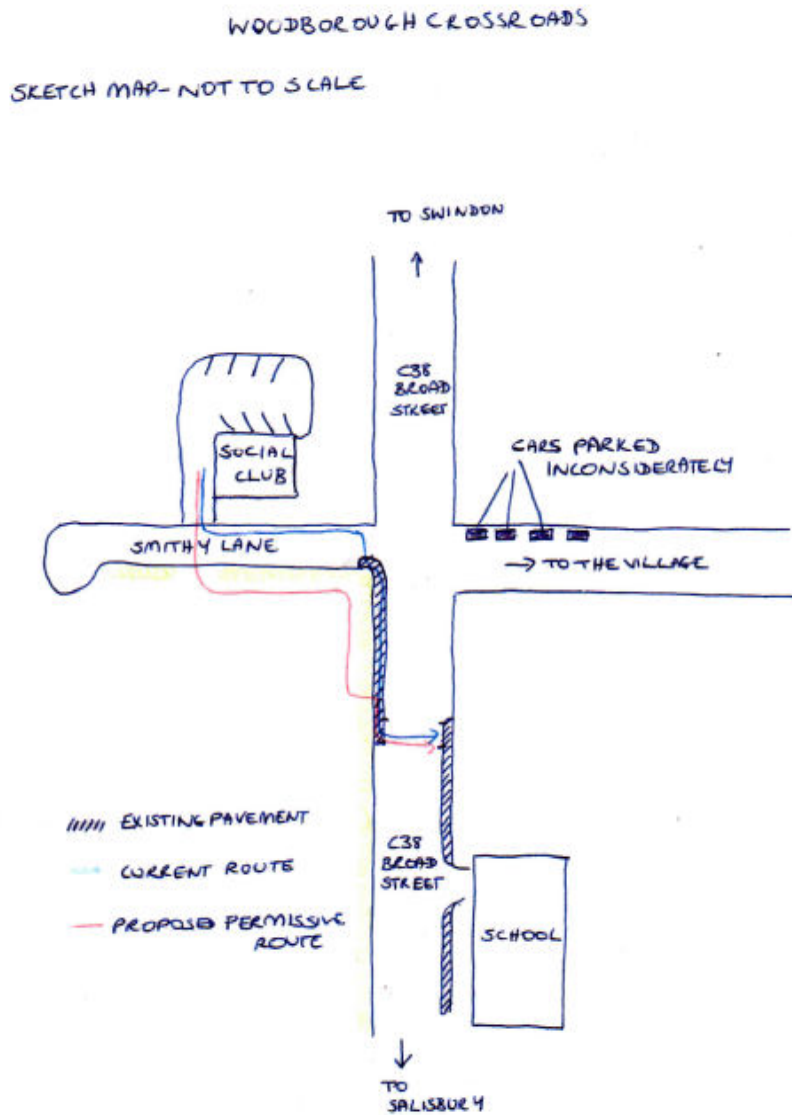 WOODBOROUGH CROSSROADS
SKETCH MAP - NOT TO SCALE
TO SWINDON
C38
BROAD
STREET
CARS PARKED
INCONSIDERATELY
SOCIAL
CLUB
SMITHY LANE
→ TO THE VILLAGE
EXISTING PAVEMENT
CURRENT ROUTE
PROPOSED PERMISSIVE
ROUTE
C38
BROAD
STREET
SCHOOL
TO
SALISBURY